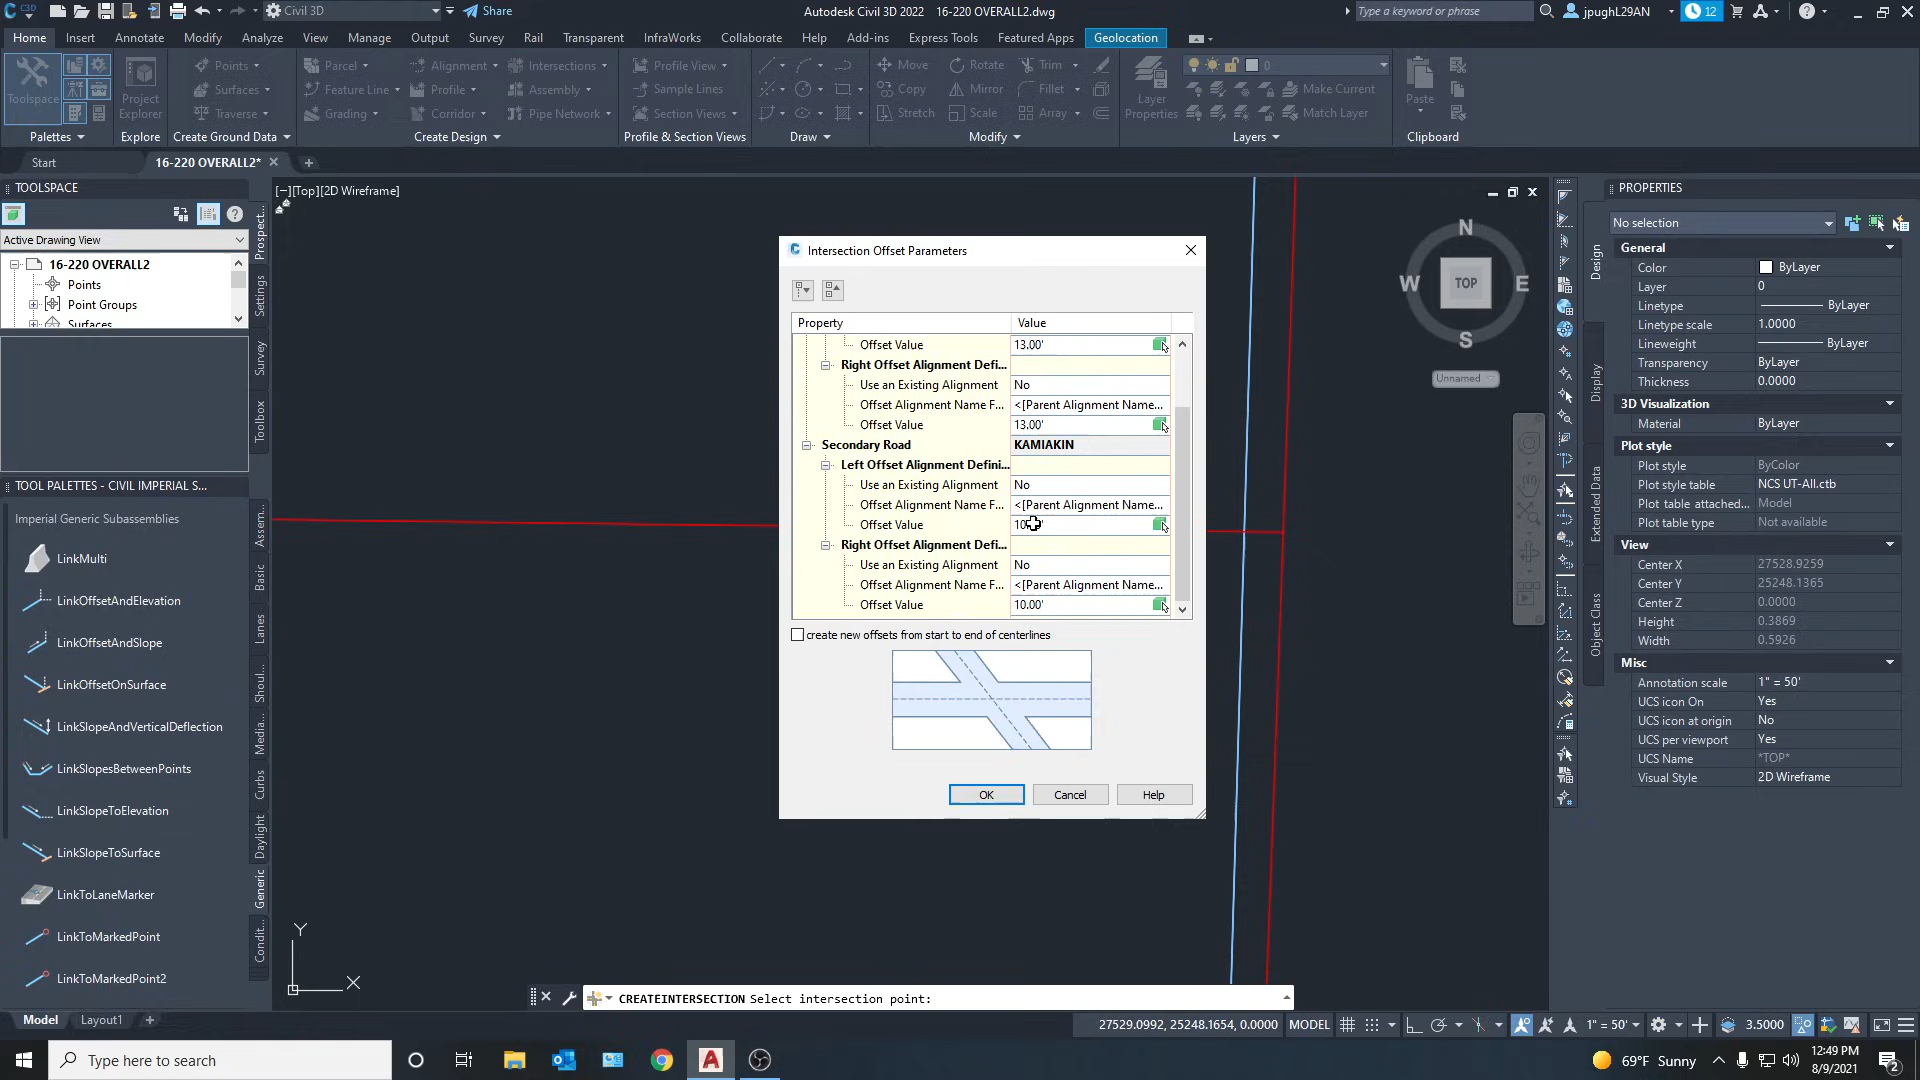 C3D Civil 3D Share Autodesk Civil 3D 2022 16-220 OVERALL2.dwg Type a keyword or phrase jpughL29AN 12
Home Insert Annotate Modify Analyze View Manage Output Survey Rail Transparent InfraWorks Collaborate Help Add-ins Express Tools Featured Apps Geolocation
Points Parcel Alignment Intersections Profile View Move Rotate Trim 0
Toolspace Project Explorer Surfaces Feature Line Profile Assembly Sample Lines Copy Mirror Fillet Layer Properties Make Current Paste
Traverse Grading Corridor Pipe Network Section Views Stretch Scale Array Match Layer
Palettes Explore Create Ground Data Create Design Profile & Section Views Draw Modify Layers Clipboard
Start 16-220 OVERALL2*
TOOLSPACE
Active Drawing View
16-220 OVERALL2
Points
Point Groups
Surfaces
Prospect...
Settings
Survey
Toolbox
TOOL PALETTES - CIVIL IMPERIAL S...
Imperial Generic Subassemblies
LinkMulti
LinkOffsetAndElevation
LinkOffsetAndSlope
LinkOffsetOnSurface
LinkSlopeAndVerticalDeflection
LinkSlopesBetweenPoints
LinkSlopeToElevation
LinkSlopeToSurface
LinkToLaneMarker
LinkToMarkedPoint
LinkToMarkedPoint2
Assem...
Basic
Lanes
Shoul...
Media...
Curbs
Daylight
Generic
Condit...
[−][Top][2D Wireframe]
N
W TOP E
S
Unnamed
Intersection Offset Parameters
Property Value
Offset Value 13.00'
Right Offset Alignment Defi...
Use an Existing Alignment No
Offset Alignment Name F... <[Parent Alignment Name...
Offset Value 13.00'
Secondary Road KAMIAKIN
Left Offset Alignment Defini...
Use an Existing Alignment No
Offset Alignment Name F... <[Parent Alignment Name...
Offset Value 10
Right Offset Alignment Defi...
Use an Existing Alignment No
Offset Alignment Name F... <[Parent Alignment Name...
Offset Value 10.00'
create new offsets from start to end of centerlines
OK Cancel Help
Y
X
CREATEINTERSECTION Select intersection point:
PROPERTIES
No selection
General
Color ByLayer
Layer 0
Linetype ByLayer
Linetype scale 1.0000
Lineweight ByLayer
Transparency ByLayer
Thickness 0.0000
3D Visualization
Material ByLayer
Plot style
Plot style ByColor
Plot style table NCS UT-All.ctb
Plot table attached... Model
Plot table type Not available
View
Center X 27528.9259
Center Y 25248.1365
Center Z 0.0000
Height 0.3869
Width 0.5926
Misc
Annotation scale 1" = 50'
UCS icon On Yes
UCS icon at origin No
UCS per viewport Yes
UCS Name *TOP*
Visual Style 2D Wireframe
Design
Display
Extended Data
Object Class
Model Layout1 27529.0992, 25248.1654, 0.0000 MODEL 1" = 50' 3.5000
Type here to search 69°F Sunny 12:49 PM
8/9/2021 2